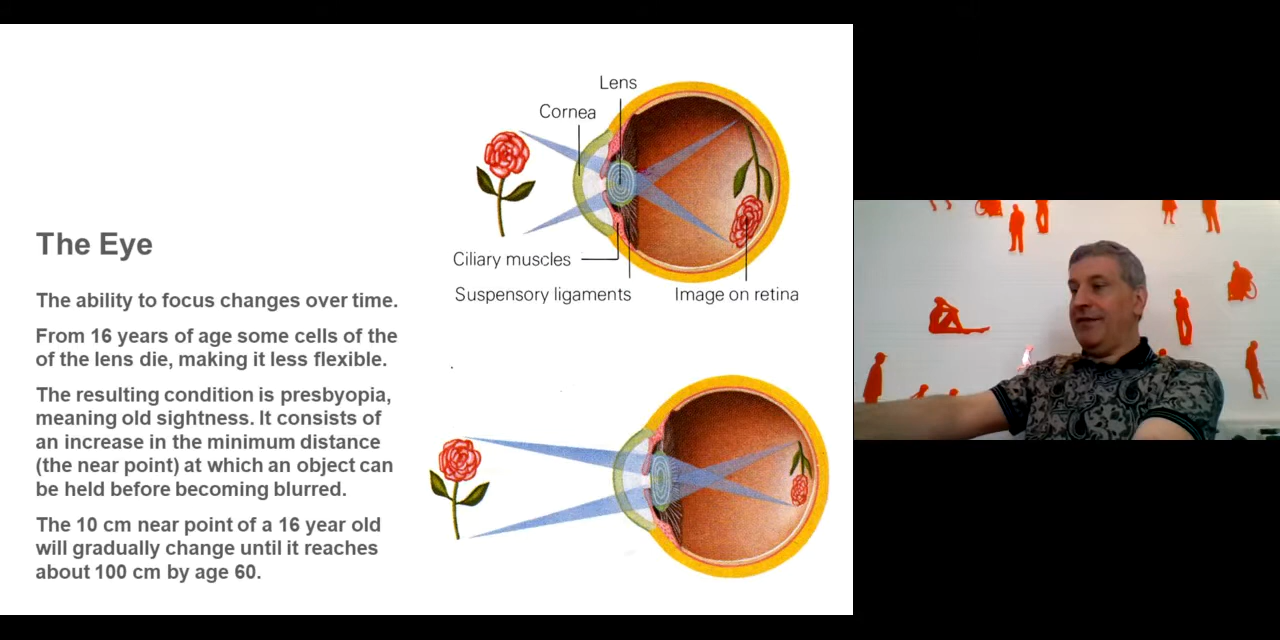 Lens
Cornea
Ciliary muscles
Suspensory ligaments
Image on retina
The Eye
The ability to focus changes over time.
From 16 years of age some cells of the
of the lens die, making it less flexible.
The resulting condition is presbyopia,
meaning old sightness. It consists of
an increase in the minimum distance
(the near point) at which an object can
be held before becoming blurred.
The 10 cm near point of a 16 year old
will gradually change until it reaches
about 100 cm by age 60.